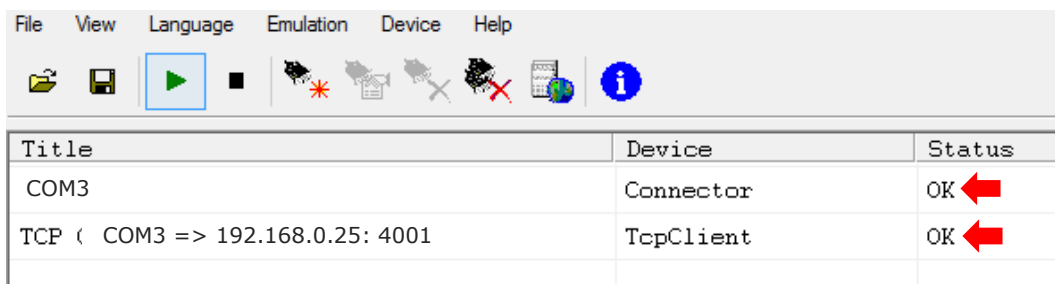 File View Language Emulation Device Help
Title Device Status
COM3 Connector OK
TCP ( COM3 => 192.168.0.25: 4001 TcpClient OK